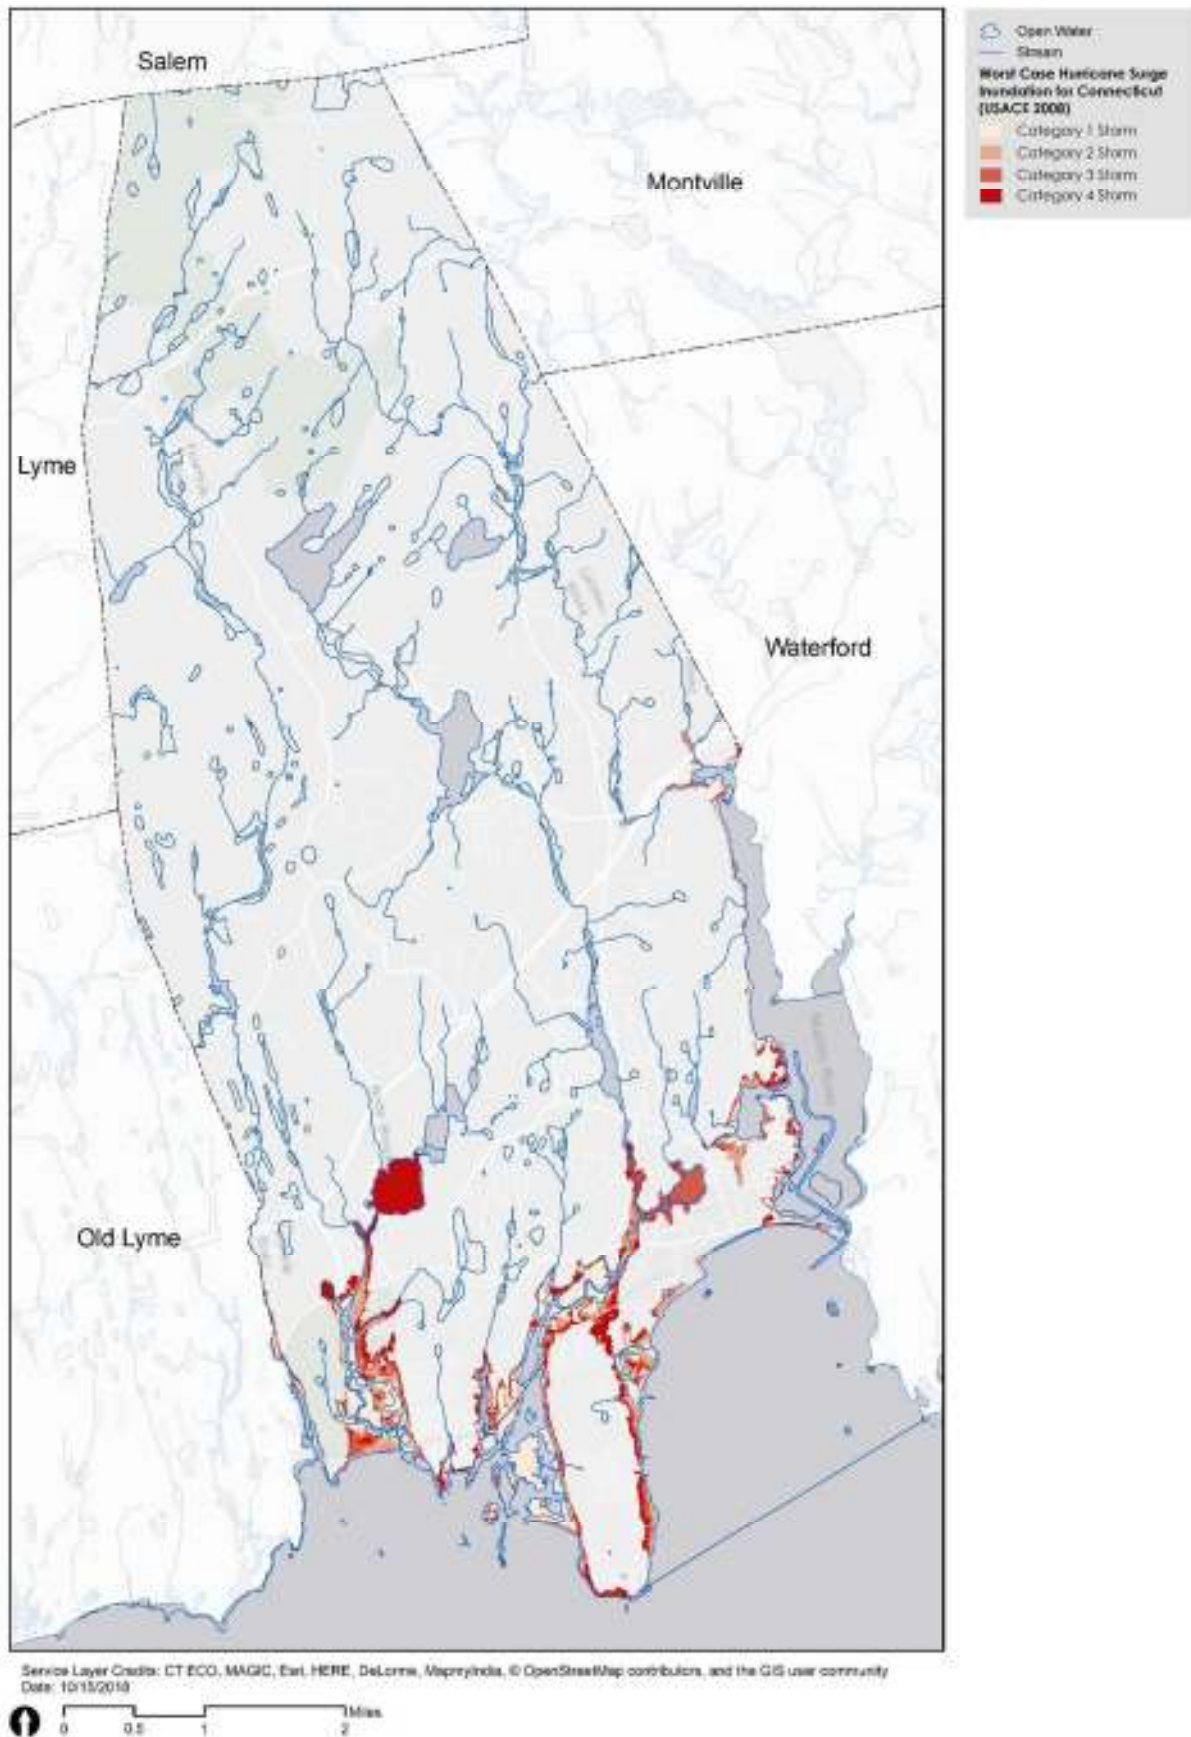 Salem
Montville
Lyme
Waterford
Old Lyme
Open Water
Stream
Worst Case Hurricane Surge
Inundation for Connecticut
(USACE 2008)
Category 1 Storm
Category 2 Storm
Category 3 Storm
Category 4 Storm
Service Layer Credits: CT ECO, MAGIC, Esri, HERE, DeLorme, MapmyIndia, © OpenStreetMap contributors, and the GIS user community
Date: 10/15/2018
0 0.5 1 2 Miles